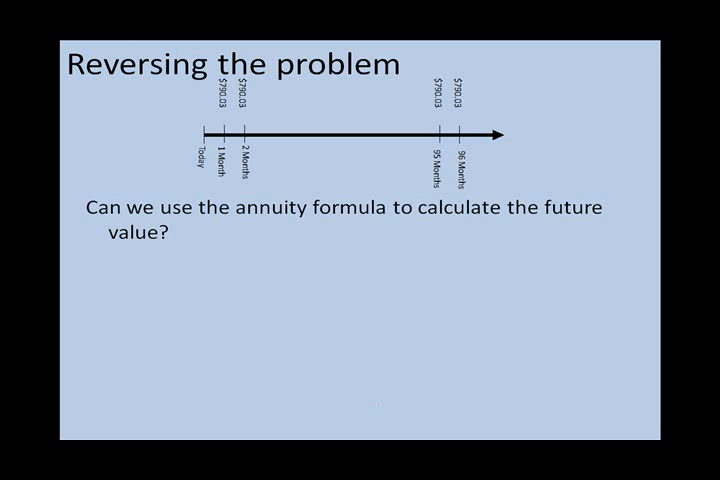 Reversing the problem
$790.03
$790.03
$790.03
$790.03
Today
1 Month
2 Months
95 Months
96 Months
Can we use the annuity formula to calculate the future
value?